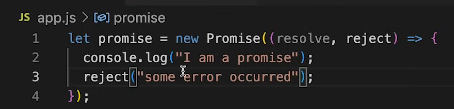 JS app.js > promise
1 let promise = new Promise((resolve, reject) => {
2   console.log("I am a promise");
3   reject("some error occurred");
4 });